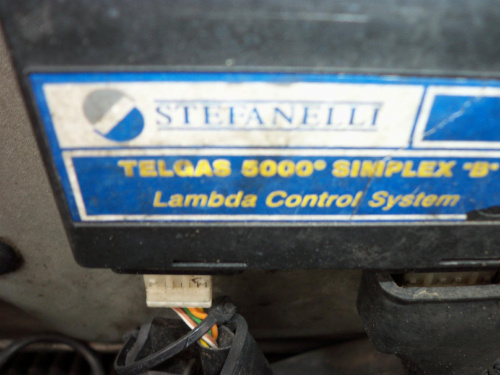 STEFANELLI
TELGAS 5000® SIMPLEX "B"
Lambda Control System